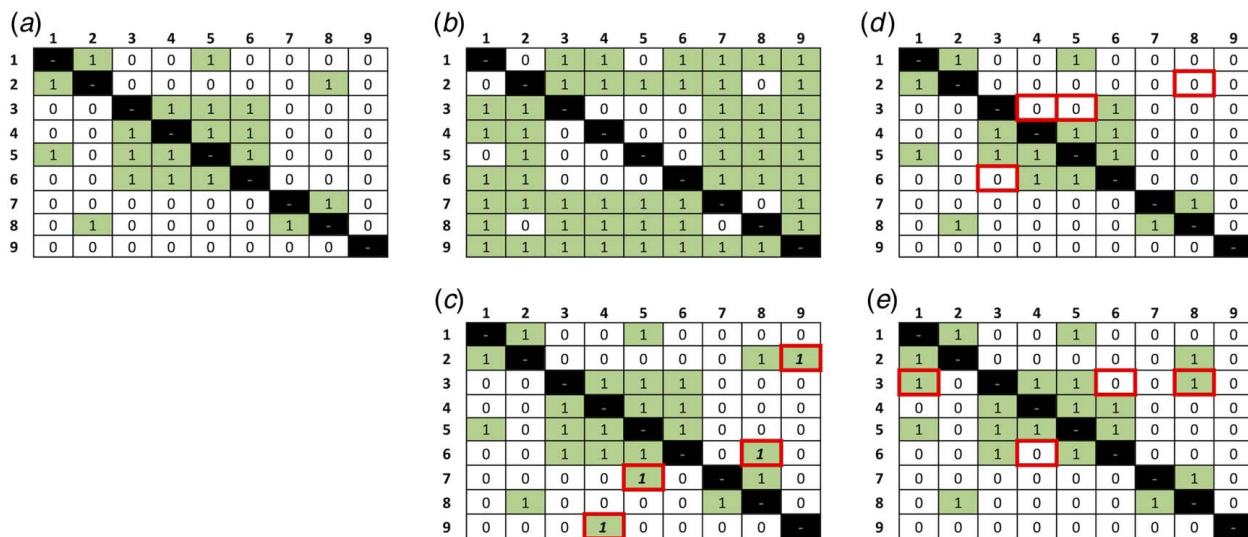 (a)
1 2 3 4 5 6 7 8 9
1 - 1 0 0 1 0 0 0 0
2 1 - 0 0 0 0 0 1 0
3 0 0 - 1 1 1 0 0 0
4 0 0 1 - 1 1 0 0 0
5 1 0 1 1 - 1 0 0 0
6 0 0 1 1 1 - 0 0 0
7 0 0 0 0 0 0 - 1 0
8 0 1 0 0 0 0 1 - 0
9 0 0 0 0 0 0 0 0 -
(b)
1 2 3 4 5 6 7 8 9
1 - 0 1 1 0 1 1 1 1
2 0 - 1 1 1 1 1 0 1
3 1 1 - 0 0 0 1 1 1
4 1 1 0 - 0 0 1 1 1
5 0 1 0 0 - 0 1 1 1
6 1 1 0 0 0 - 1 1 1
7 1 1 1 1 1 1 - 0 1
8 1 0 1 1 1 1 0 - 1
9 1 1 1 1 1 1 1 1 -
(d)
1 2 3 4 5 6 7 8 9
1 - 1 0 0 1 0 0 0 0
2 1 - 0 0 0 0 0 0 0
3 0 0 - 0 0 1 0 0 0
4 0 0 1 - 1 1 0 0 0
5 1 0 1 1 - 1 0 0 0
6 0 0 0 1 1 - 0 0 0
7 0 0 0 0 0 0 - 1 0
8 0 1 0 0 0 0 1 - 0
9 0 0 0 0 0 0 0 0 -
(c)
1 2 3 4 5 6 7 8 9
1 - 1 0 0 1 0 0 0 0
2 1 - 0 0 0 0 0 1 1
3 0 0 - 1 1 1 0 0 0
4 0 0 1 - 1 1 0 0 0
5 1 0 1 1 - 1 0 0 0
6 0 0 1 1 1 - 0 1 0
7 0 0 0 0 1 0 - 1 0
8 0 1 0 0 0 0 1 - 0
9 0 0 0 1 0 0 0 0 -
(e)
1 2 3 4 5 6 7 8 9
1 - 1 0 0 1 0 0 0 0
2 1 - 0 0 0 0 0 1 0
3 1 0 - 1 1 0 0 1 0
4 0 0 1 - 1 1 0 0 0
5 1 0 1 1 - 1 0 0 0
6 0 0 1 0 1 - 0 0 0
7 0 0 0 0 0 0 - 1 0
8 0 1 0 0 0 0 1 - 0
9 0 0 0 0 0 0 0 0 -